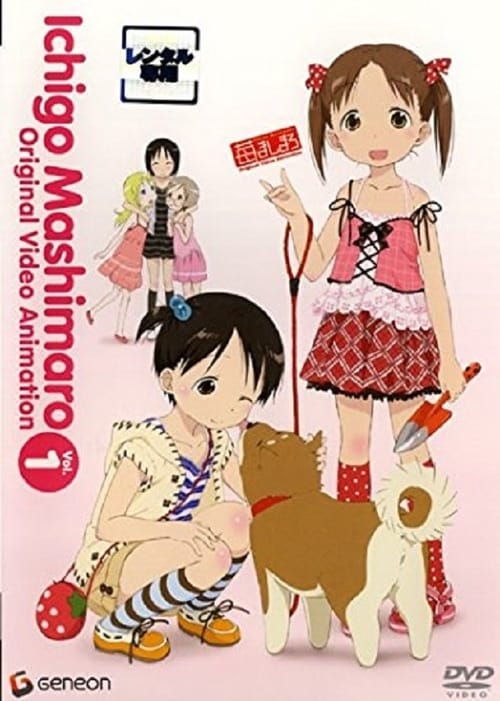 Ichigo Mashimaro
Original Video Animation
Vol.
1
レンタル
専用
苺ましまろ
GENEON
DVD
VIDEO